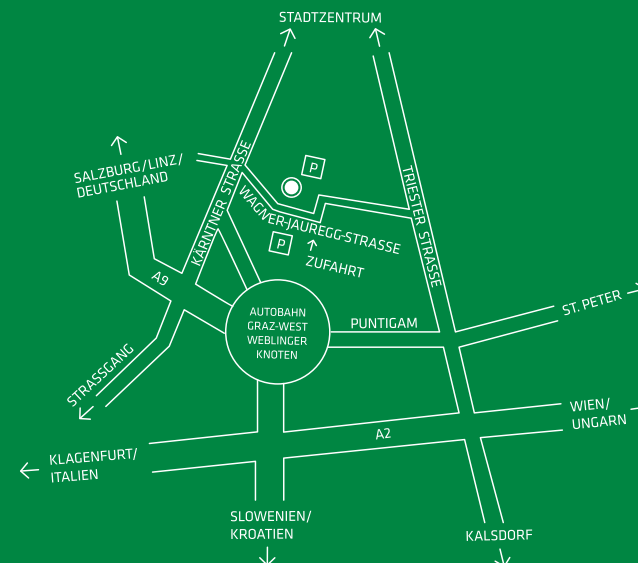 STADTZENTRUM
SALZBURG/LINZ/
DEUTSCHLAND
KÄRNTNER STRASSE
P
TRIESTER STRASSE
WAGNER-JAUREGG-STRASSE
P
ZUFAHRT
A9
AUTOBAHN
GRAZ-WEST
WEBLINGER
KNOTEN
PUNTIGAM
ST. PETER
STRASSGANG
WIEN/
UNGARN
A2
KLAGENFURT/
ITALIEN
SLOWENIEN/
KROATIEN
KALSDORF